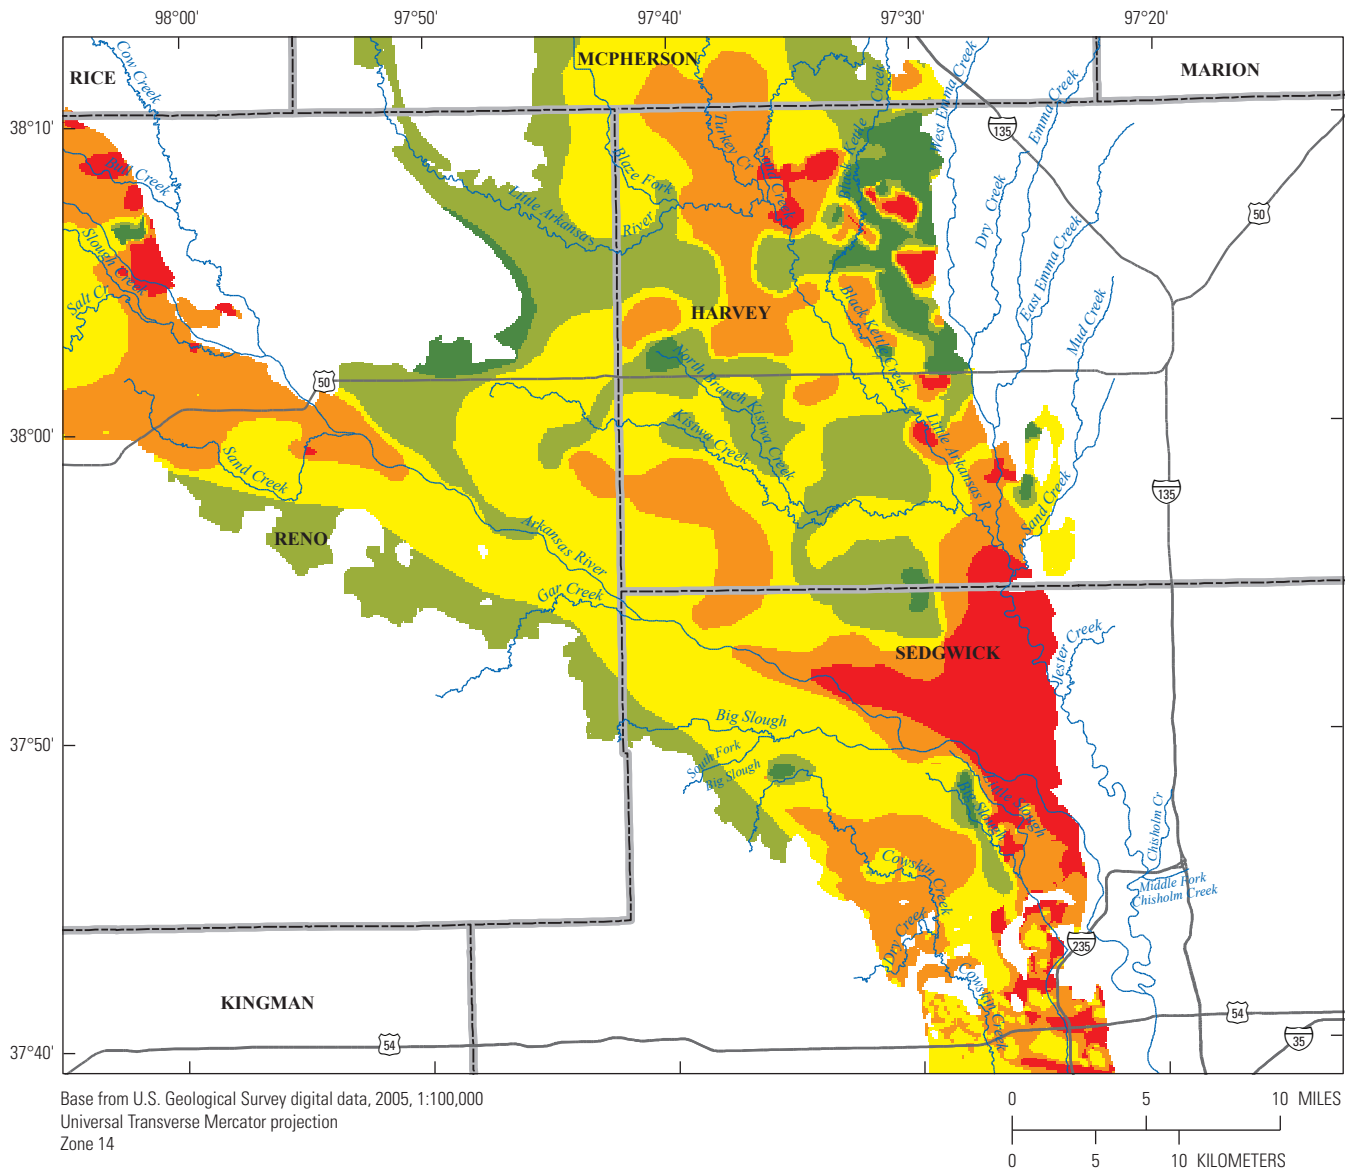 98°00'
97°50'
97°40'
97°30'
97°20'
RICE
MCPHERSON
MARION
Cow Creek
Black Kettle Creek
West Emma Creek
Emma Creek
135
38°10'
Bull Creek
Turkey Cr
Sand Creek
Blaze Fork
Little Arkansas
River
Dry Creek
50
Slough Creek
East Emma Creek
Salt Cr
HARVEY
Black Kettle Creek
Mud Creek
50
North Branch Kisiwa Creek
Kisiwa Creek
Little Arkansas R
38°00'
Sand Creek
Sand Creek
135
RENO
Arkansas River
Gar Creek
SEDGWICK
Jester Creek
37°50'
Big Slough
South Fork
Big Slough
Little Slough
Big Slough
Chisholm Cr
Cowskin Creek
Middle Fork
Chisholm Creek
Dry Creek
235
Cowskin Creek
KINGMAN
54
54
35
37°40'
Base from U.S. Geological Survey digital data, 2005, 1:100,000
Universal Transverse Mercator projection
Zone 14
0 5 10 MILES
0 5 10 KILOMETERS